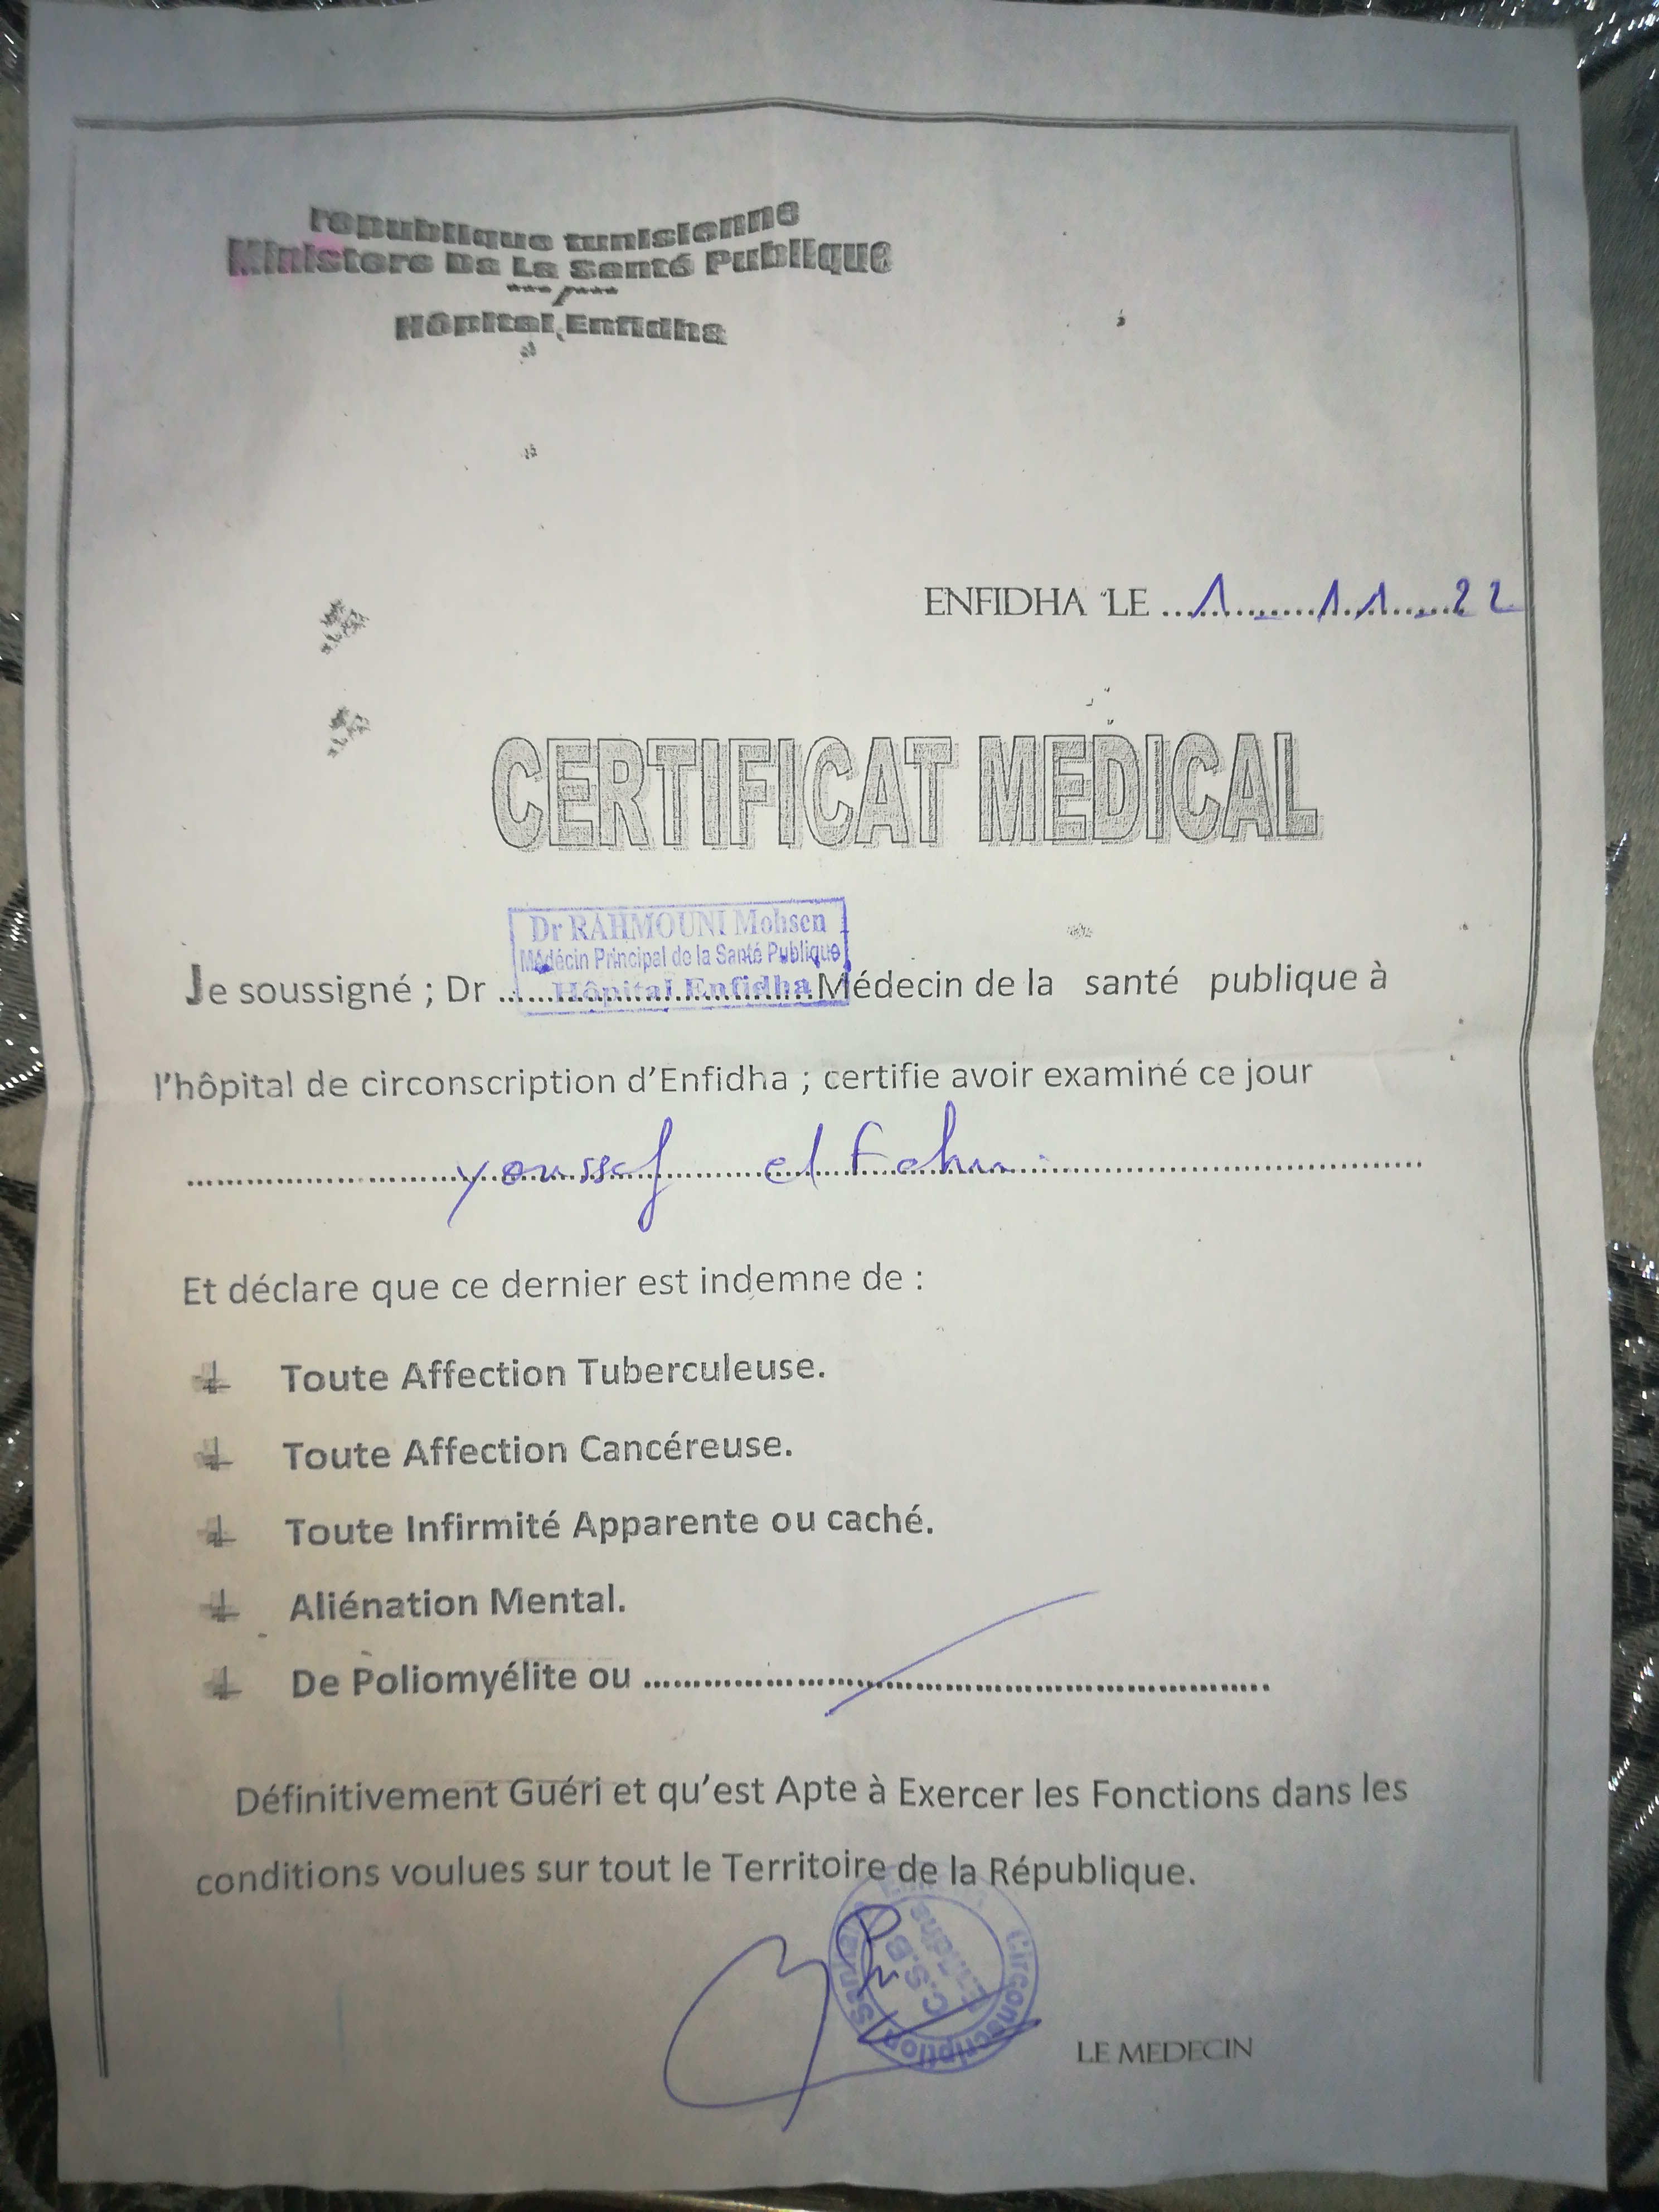 republique tunisienne
Ministere De La Santé Publique
Hôpital Enfidha
ENFIDHA LE ... 1 - 11 - 22
CERTIFICAT MEDICAL
Dr RAHMOUNI Mohsen
Médécin Principal de la Santé Publique
Hôpital Enfidha
Je soussigné ; Dr ........................ Médecin de la santé publique à
l'hôpital de circonscription d'Enfidha ; certifie avoir examiné ce jour
youssef el
Et déclare que ce dernier est indemne de :
Toute Affection Tuberculeuse.
Toute Affection Cancéreuse.
Toute Infirmité Apparente ou caché.
Aliénation Mental.
De Poliomyélite ou ........................
Définitivement Guéri et qu'est Apte à Exercer les Fonctions dans les
conditions voulues sur tout le Territoire de la République.
Circonscription
C.S.B
LE MEDECIN